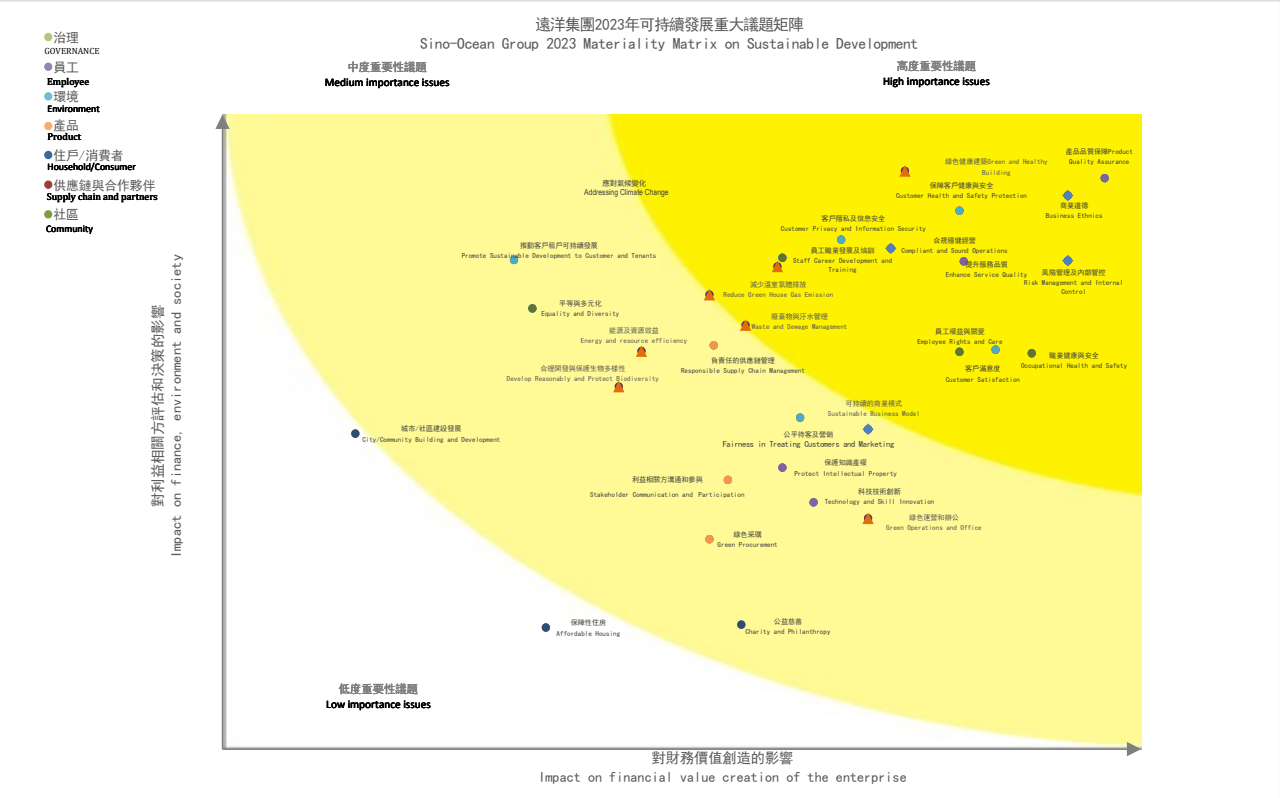 遠洋集團2023年可持續發展重大議題矩陣
Sino-Ocean Group 2023 Materiality Matrix on Sustainable Development
治理
GOVERNANCE
員工
Employee
環境
Environment
產品
Product
住戶/消費者
Household/Consumer
供應鏈與合作夥伴
Supply chain and partners
社區
Community
中度重要性議題
Medium importance issues
高度重要性議題
High importance issues
對利益相關方評估和決策的影響
Impact on finance, environment and society
產品品質保障Product
Quality Assurance
綠色健康建築Green and Healthy
Building
應對氣候變化
Addressing Climate Change
保障客戶健康與安全
Customer Health and Safety Protection
商業道德
Business Ethnics
客戶隱私及信息安全
Customer Privacy and Information Security
合規穩健經營
Compliant and Sound Operations
推動客戶租戶可持續發展
Promote Sustainable Development to Customer and Tenants
員工職業發展及培訓
Staff Career Development and
Training
提升服務品質
Enhance Service Quality
風險管理及內部管控
Risk Management and Internal
Control
減少溫室氣體排放
Reduce Green House Gas Emission
平等與多元化
Equality and Diversity
廢棄物與汙水管理
Waste and Sewage Management
能源及資源效益
Energy and resource efficiency
員工權益與關愛
Employee Rights and Care
負責任的供應鏈管理
Responsible Supply Chain Management
職業健康與安全
Occupational Health and Safety
合理開發與保護生物多樣性
Develop Reasonably and Protect Biodiversity
客戶滿意度
Customer Satisfaction
可持續的商業模式
Sustainable Business Model
城市/社區建設發展
City/Community Building and Development
公平待客及營銷
Fairness in Treating Customers and Marketing
保護知識產權
Protect Intellectual Property
利益相關方溝通和參與
Stakeholder Communication and Participation
科技技術創新
Technology and Skill Innovation
綠色運營和辦公
Green Operations and Office
綠色采購
Green Procurement
保障性住房
Affordable Housing
公益慈善
Charity and Philanthropy
低度重要性議題
Low importance issues
對財務價值創造的影響
Impact on financial value creation of the enterprise